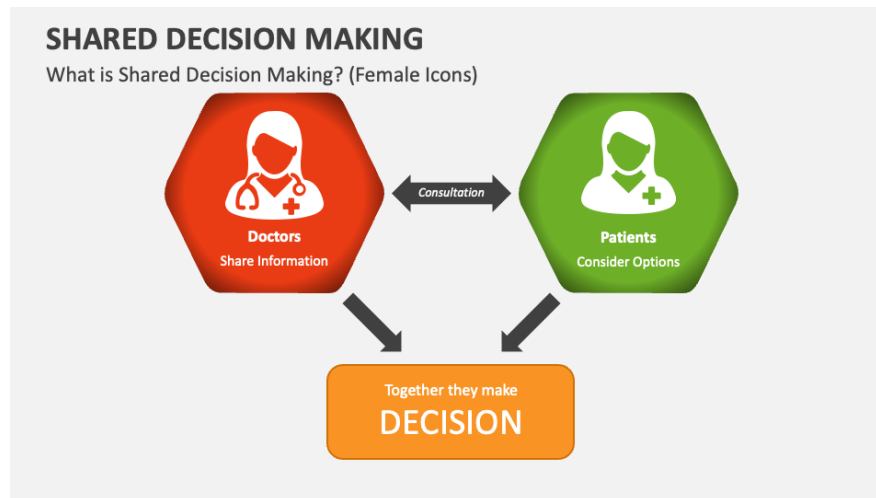 SHARED DECISION MAKING
What is Shared Decision Making? (Female Icons)
Consultation
Doctors
Share Information
Patients
Consider Options
Together they make
DECISION